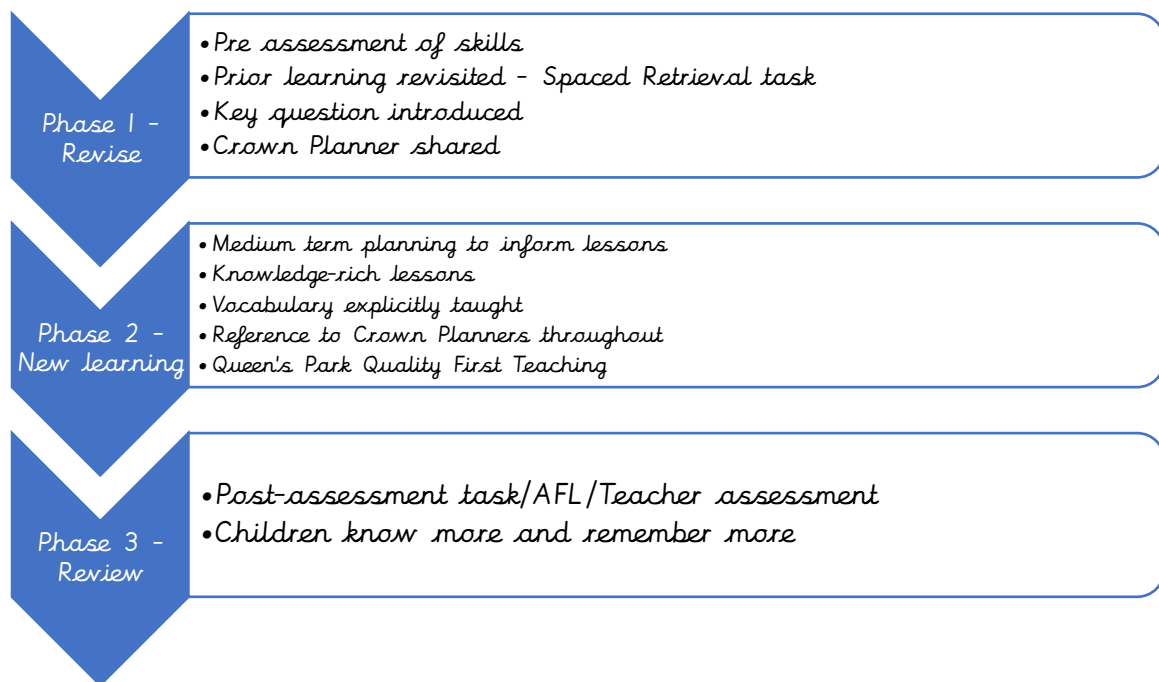 Phase 1 -
Revise
• Pre assessment of skills
• Prior learning revisited - Spaced Retrieval task
• Key question introduced
• Crown Planner shared
Phase 2 -
New learning
• Medium term planning to inform lessons
• Knowledge-rich lessons
• Vocabulary explicitly taught
• Reference to Crown Planners throughout
• Queen's Park Quality First Teaching
Phase 3 -
Review
• Post-assessment task/AFL/Teacher assessment
• Children know more and remember more